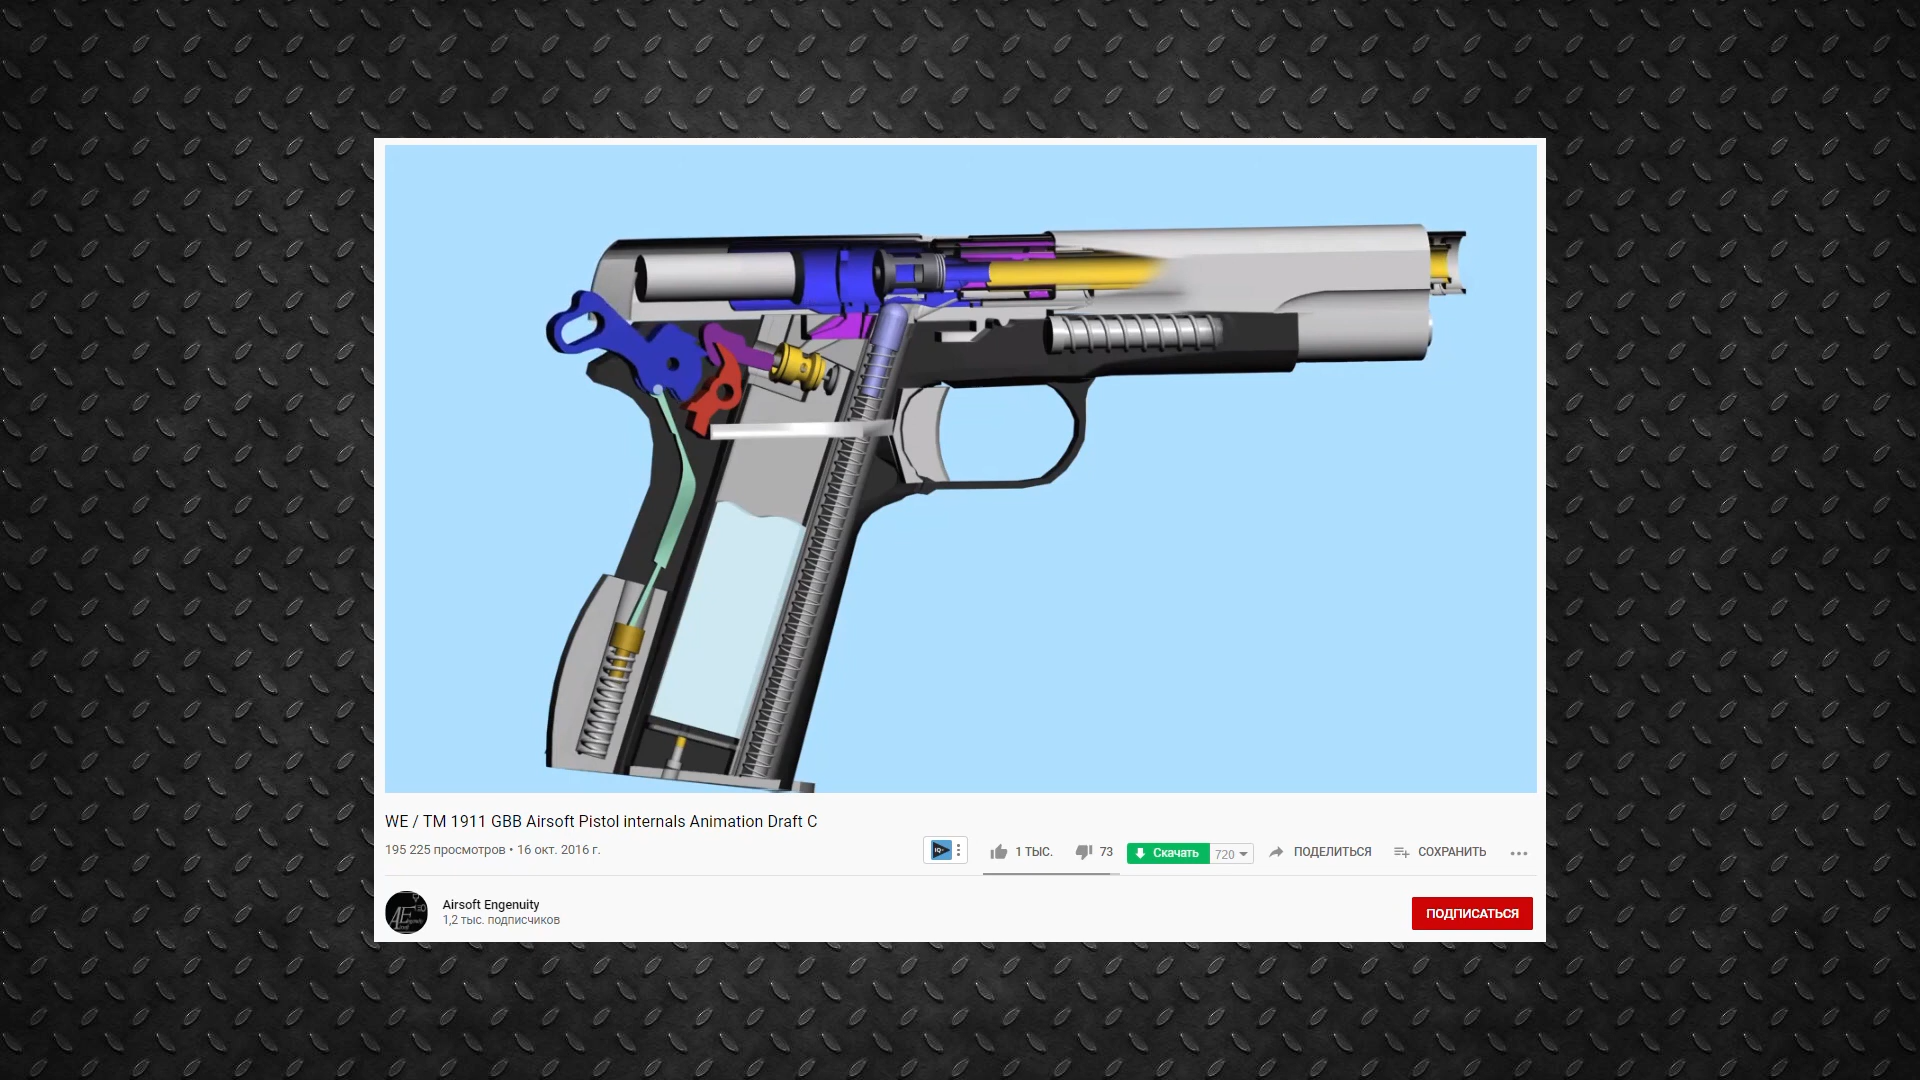 WE / TM 1911 GBB Airsoft Pistol internals Animation Draft C
195 225 просмотров • 16 окт. 2016 г.
1 ТЫС.
73
Скачать
720
ПОДЕЛИТЬСЯ
СОХРАНИТЬ
Airsoft Engenuity
1,2 тыс. подписчиков
ПОДПИСАТЬСЯ